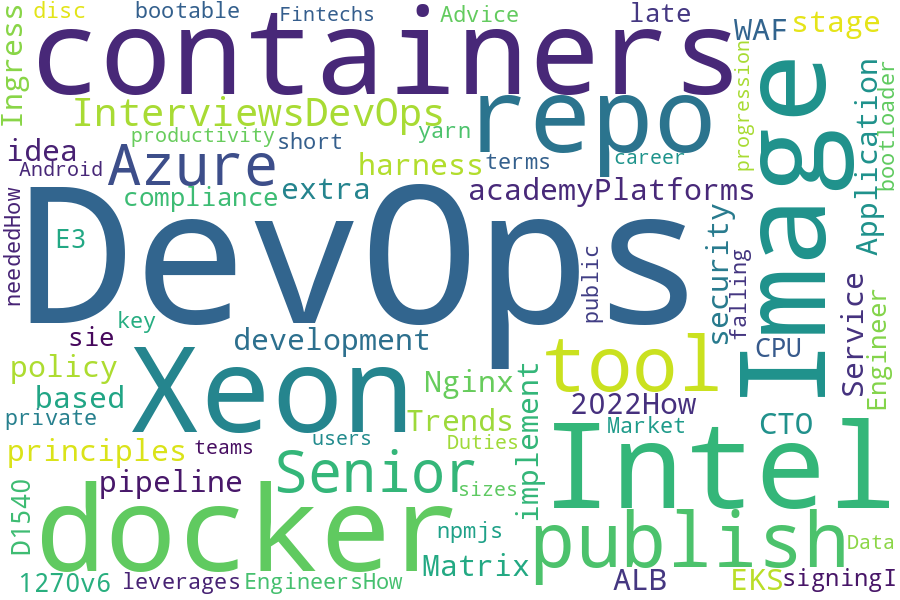 disc
bootable
Fintechs
Advice
late
WAF
stage
Ingress
containers
InterviewsDevOps
repo
Image
progression
Application
bootloader
productivity
short
yarn
idea
Android
Azure
harness
terms
career
compliance
extra
academyPlatforms
neededHow
E3
DevOps
public
security
falling
key
sie
development
CPU
Service
Engineer
policy
Xeon
tool
based
Nginx
2022How
private
Trends
implement
Market
CTO
principles
teams
users
Duties
Intel
pipeline
Senior
sizes
D1540
docker
npmjs
publish
Data
Matrix
1270v6
leverages
EngineersHow
ALB
EKS
signingI